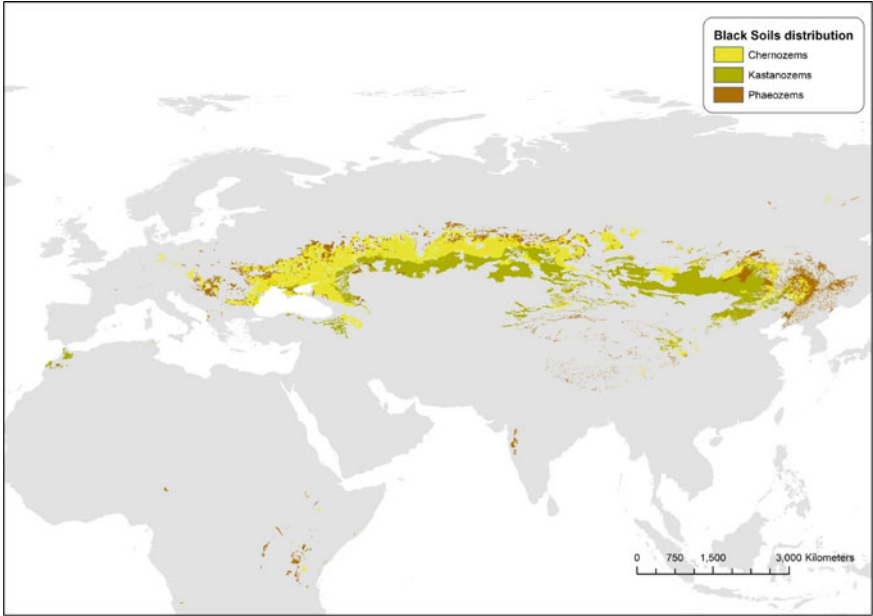 Black Soils distribution
Chernozems
Kastanozems
Phaeozems
0 750 1,500 3,000 Kilometers